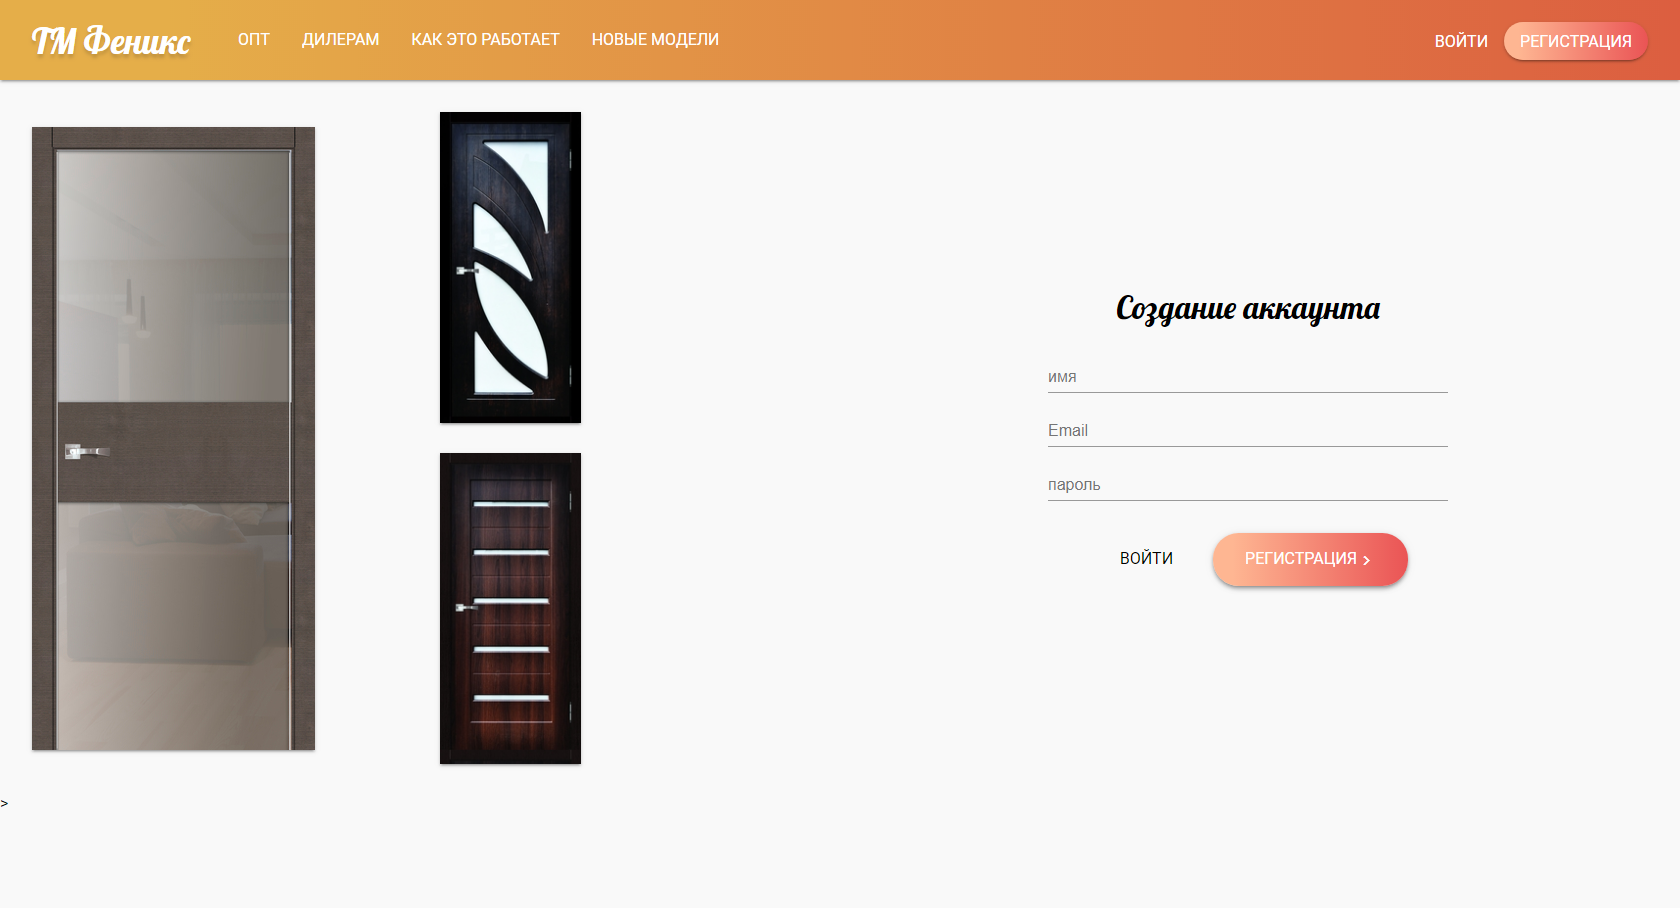 ТМ Феникс
ОПТ ДИЛЕРАМ КАК ЭТО РАБОТАЕТ НОВЫЕ МОДЕЛИ
ВОЙТИ РЕГИСТРАЦИЯ
Создание аккаунта
имя
Email
пароль
ВОЙТИ РЕГИСТРАЦИЯ >
>